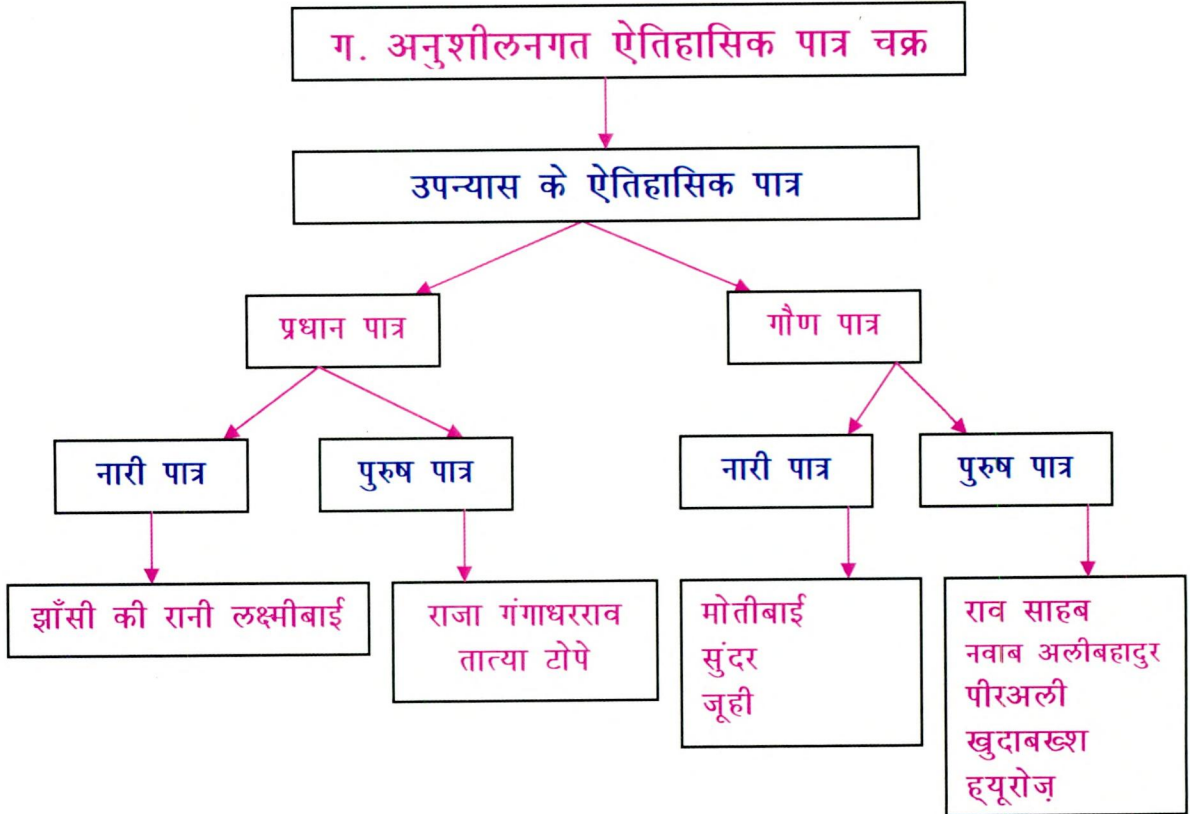 ग. अनुशीलनगत ऐतिहासिक पात्र चक्र
उपन्यास के ऐतिहासिक पात्र
प्रधान पात्र
गौण पात्र
नारी पात्र
पुरुष पात्र
नारी पात्र
पुरुष पात्र
झाँसी की रानी लक्ष्मीबाई
राजा गंगाधरराव
तात्या टोपे
मोतीबाई
सुंदर
जूही
राव साहब
नवाब अलीबहादुर
पीरअली
खुदाबख्श
ह्यूरोज़